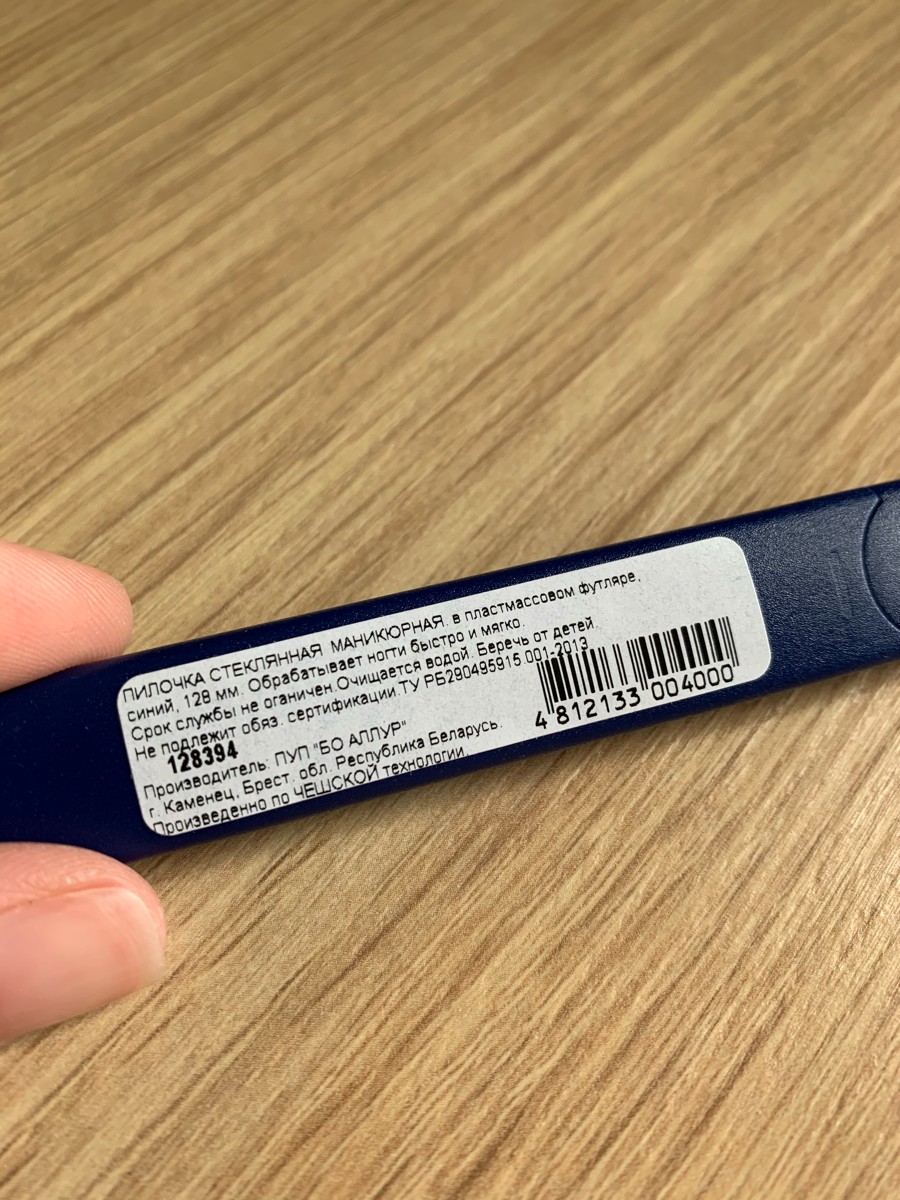 ПИЛОЧКА СТЕКЛЯННАЯ МАНИКЮРНАЯ. в пластмассовом футляре,
синий, 128 мм. Обрабатывает ногти быстро и мягко.
Срок службы не оганичен.Очищается водой. Беречь от детей.
Не подлежит обяз. сертификации.ТУ РБ290495915.001-2013
128394
Производитель: ПУП "БО АЛЛУР"
г. Каменец, Брест. обл. Республика Беларусь.
Произведенно по ЧЕШСКОЙ технологии.
4 812133 004000